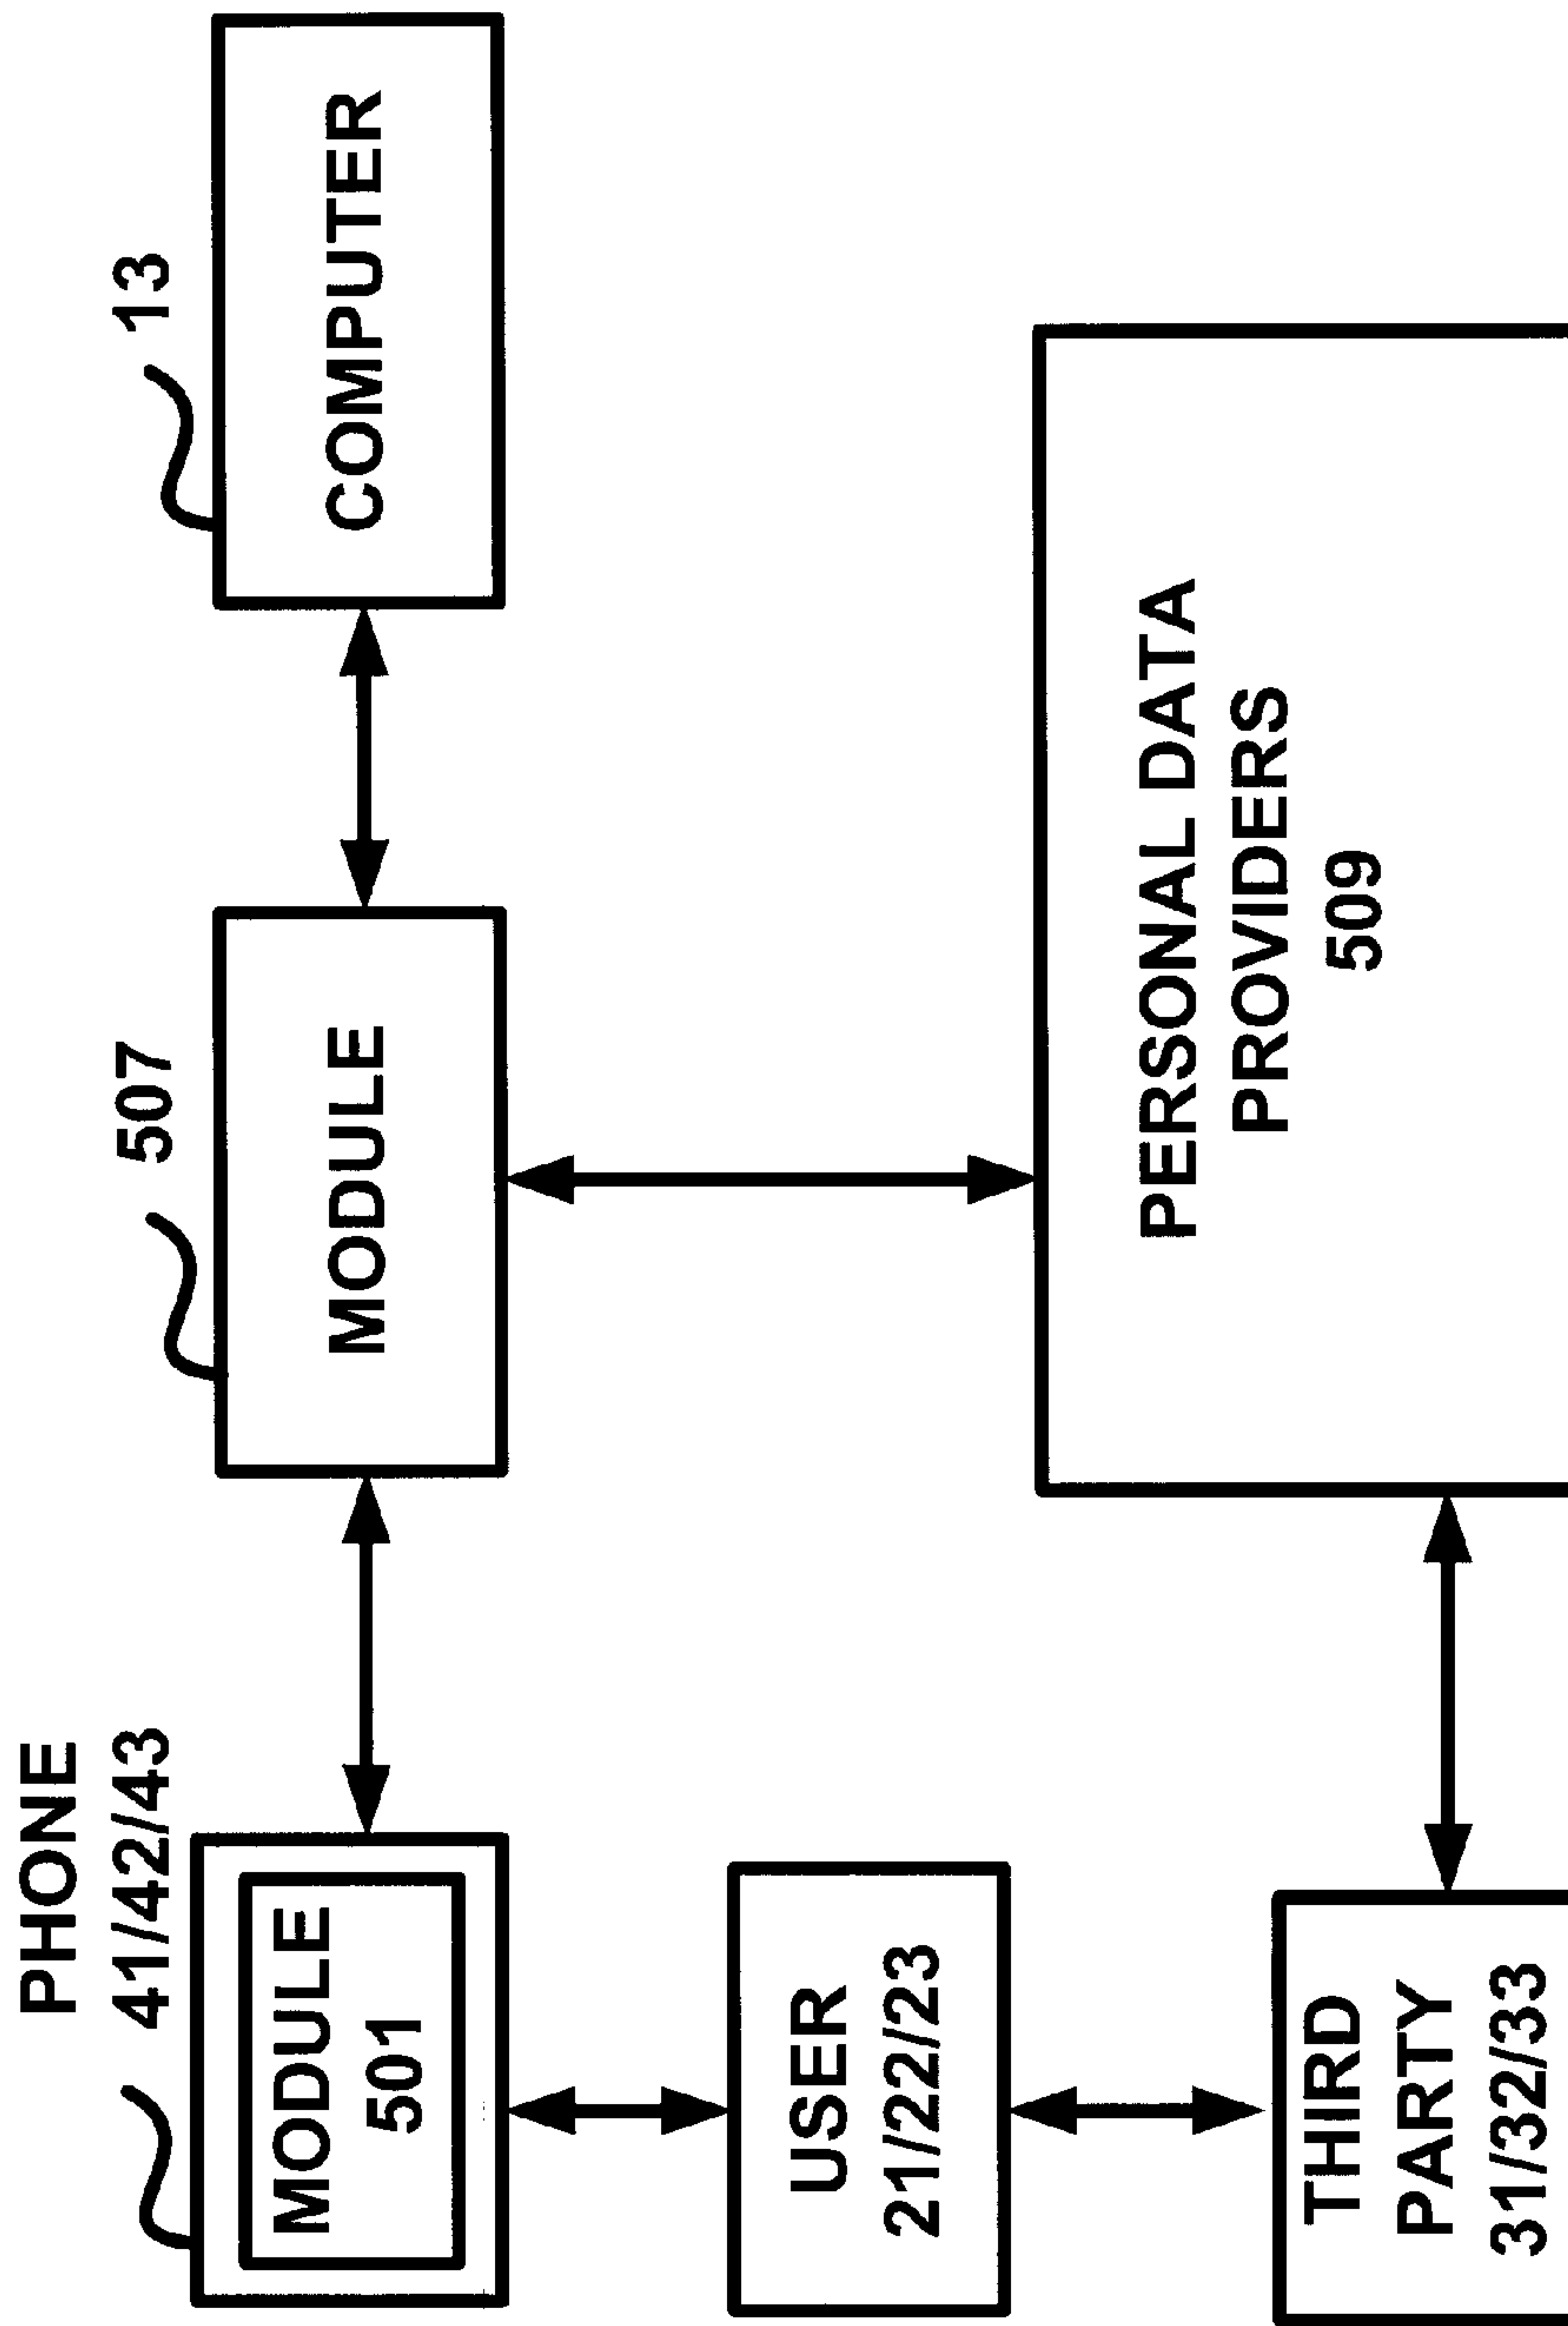 PHONE
41/42/43
507
13
MODULE
501
MODULE
COMPUTER
USER
21/22/23
PERSONAL DATA
PROVIDERS
509
THIRD
PARTY
31/32/33